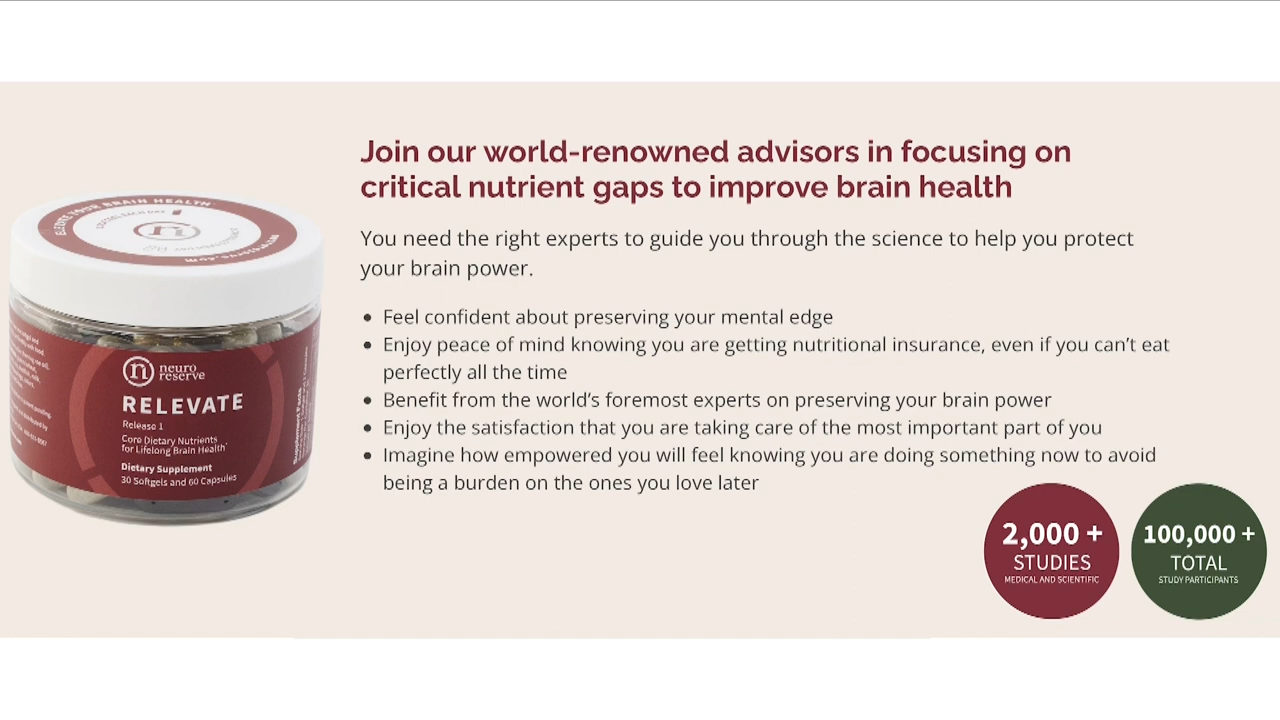 Join our world-renowned advisors in focusing on
critical nutrient gaps to improve brain health
You need the right experts to guide you through the science to help you protect
your brain power.
Feel confident about preserving your mental edge
Enjoy peace of mind knowing you are getting nutritional insurance, even if you can't eat
perfectly all the time
Benefit from the world's foremost experts on preserving your brain power
Enjoy the satisfaction that you are taking care of the most important part of you
Imagine how empowered you will feel knowing you are doing something now to avoid
being a burden on the ones you love later
YOUR BRAIN HEALTH
neuro
reserve
RELEVATE
Release 1
Core Dietary Nutrients
for Lifelong Brain Health*
Dietary Supplement
30 Softgels and 60 Capsules
2,000 +
STUDIES
MEDICAL AND SCIENTIFIC
100,000 +
TOTAL
STUDY PARTICIPANTS